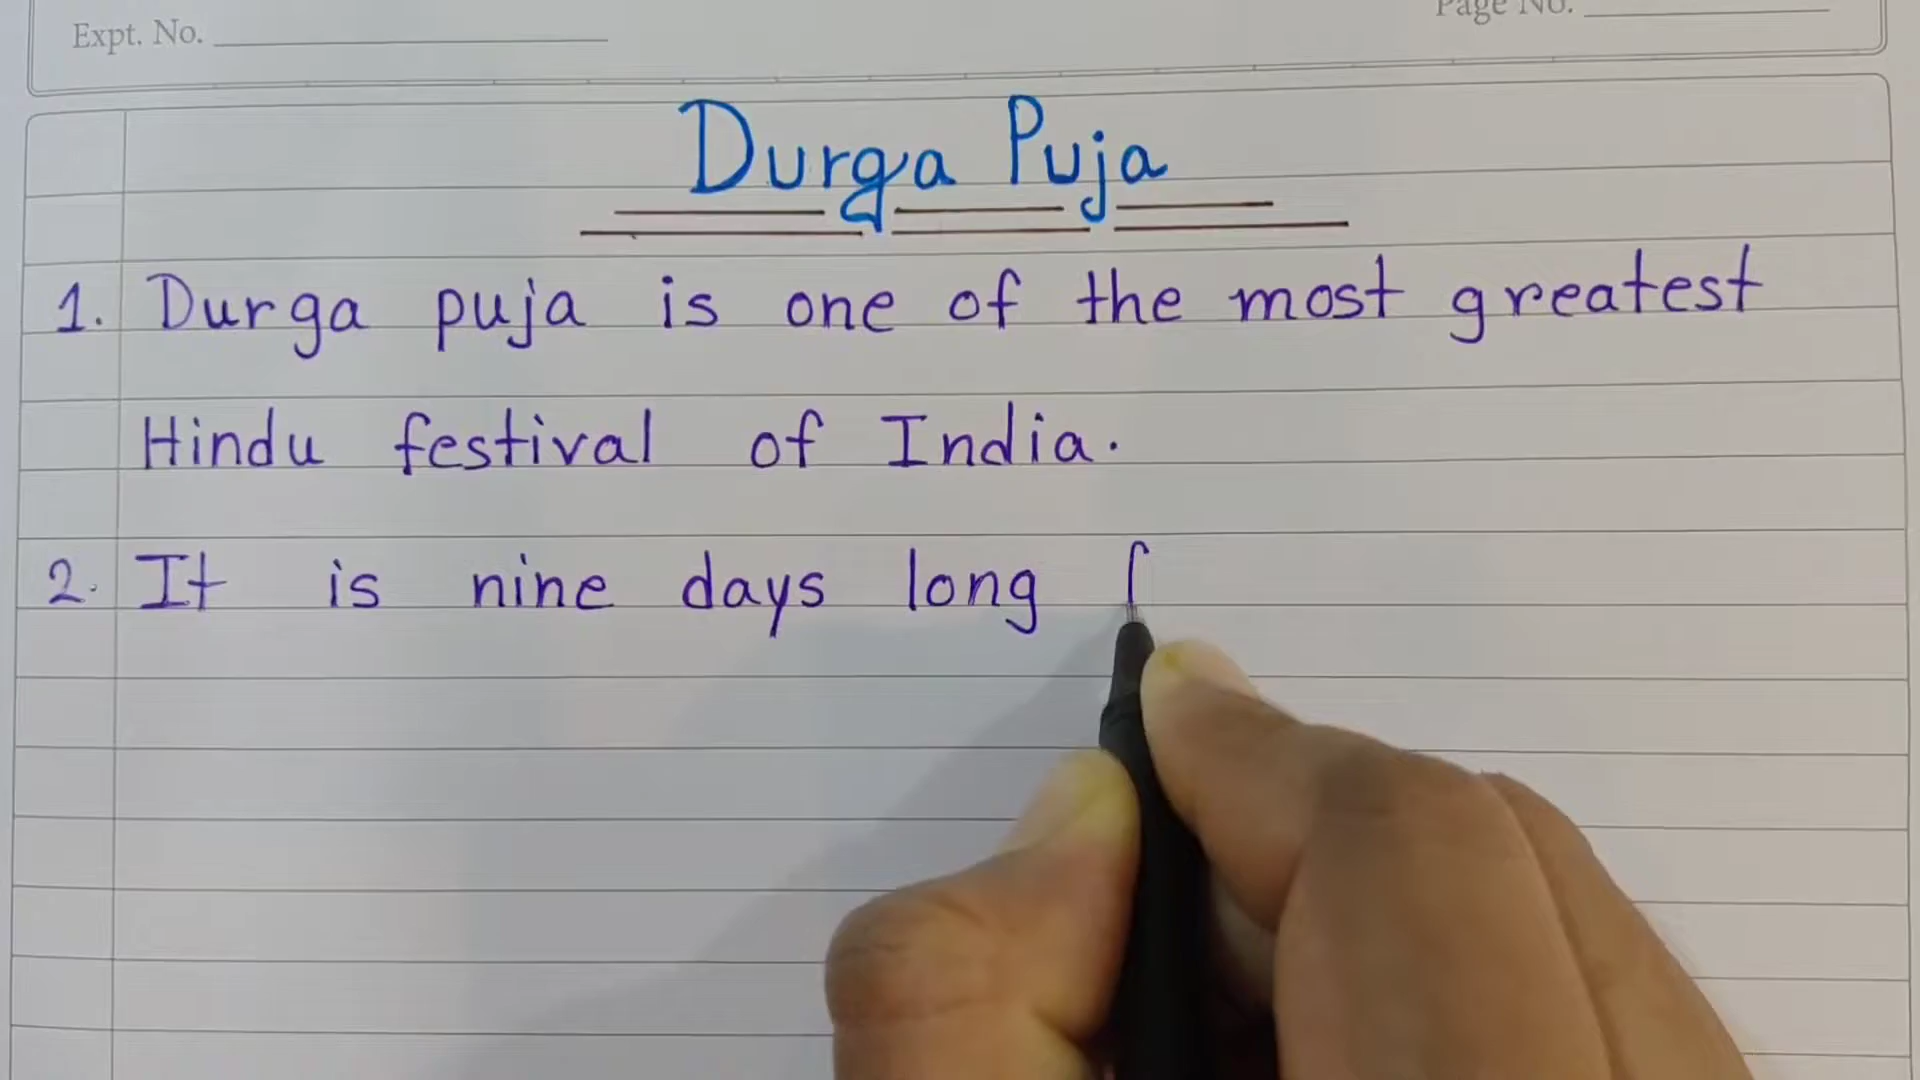 Expt. No.
Page No.
Durga Puja
1. Durga puja is one of the most greatest
Hindu festival of India.
2. It is nine days long